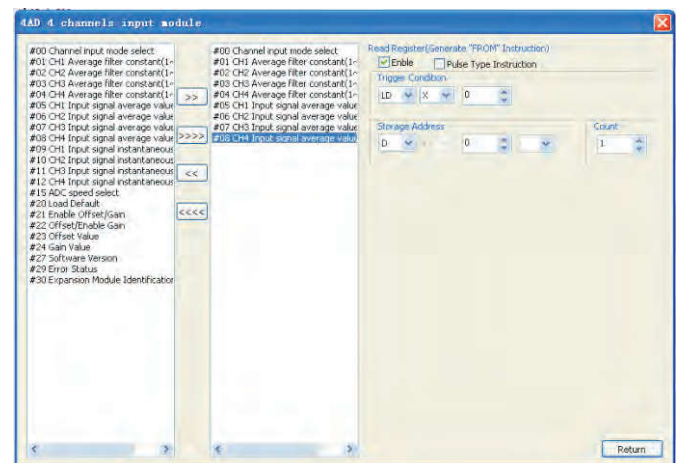 4AD 4 channels input module
#00 Channel input mode select
#01 CH1 Average filter constant(1~
#02 CH2 Average filter constant(1~
#03 CH3 Average filter constant(1~
#04 CH4 Average filter constant(1~
#05 CH1 Input signal average value
#06 CH2 Input signal average value
#07 CH3 Input signal average value
#08 CH4 Input signal average value
#09 CH1 Input signal instantaneous
#10 CH2 Input signal instantaneous
#11 CH3 Input signal instantaneous
#12 CH4 Input signal instantaneous
#15 ADC speed select.
#20 Load Default
#21 Enable Offset/Gain
#22 Offset/Enable Gain
#23 Offset Value
#24 Gain Value
#27 Software Version
#29 Error Status
#30 Expansion Module Identification
>>
>>>>
<<
<<<<
#00 Channel input mode select
#01 CH1 Average filter constant(1~
#02 CH2 Average filter constant(1~
#03 CH3 Average filter constant(1~
#04 CH4 Average filter constant(1~
#05 CH1 Input signal average value
#06 CH2 Input signal average value
#07 CH3 Input signal average value
#08 CH4 Input signal average value
Read Register(Generate "FROM" Instruction)
Enble Pulse Type Instruction
Trigger Condition
LD X 0
Storage Address Count
D 0 1
Return